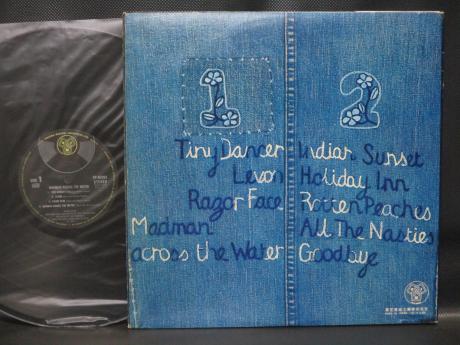 1
Tiny Dancer
Levon
Razor Face
Madman
across the Water
2
Indian Sunset
Holiday Inn
Rotten Peaches
All The Nasties
Goodbye